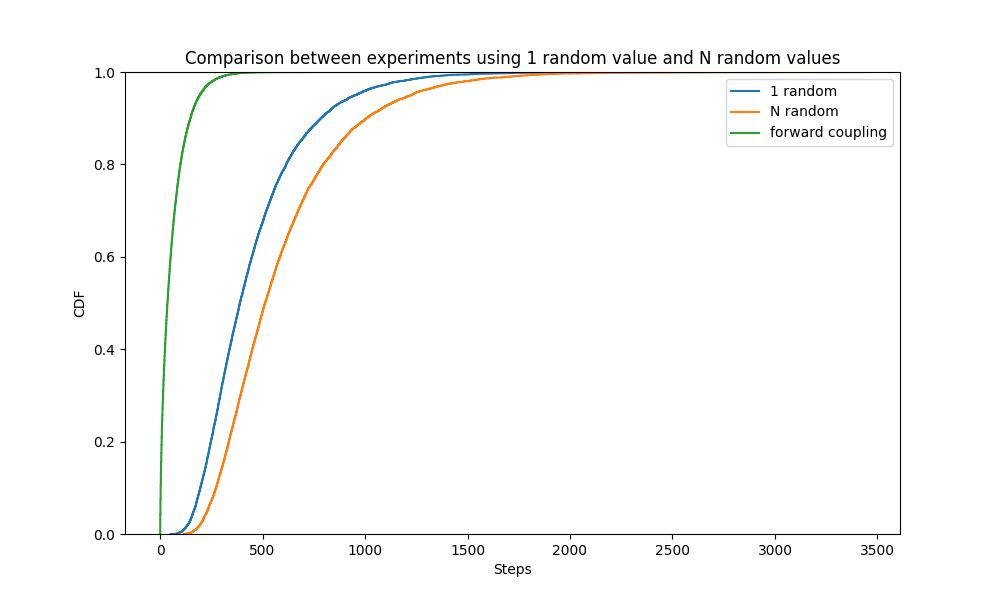 Comparison between experiments using 1 random value and N random values
1.0
0.8
0.6
0.4
0.2
0.0
CDF
1 random
N random
forward coupling
0 500 1000 1500 2000 2500 3000 3500
Steps